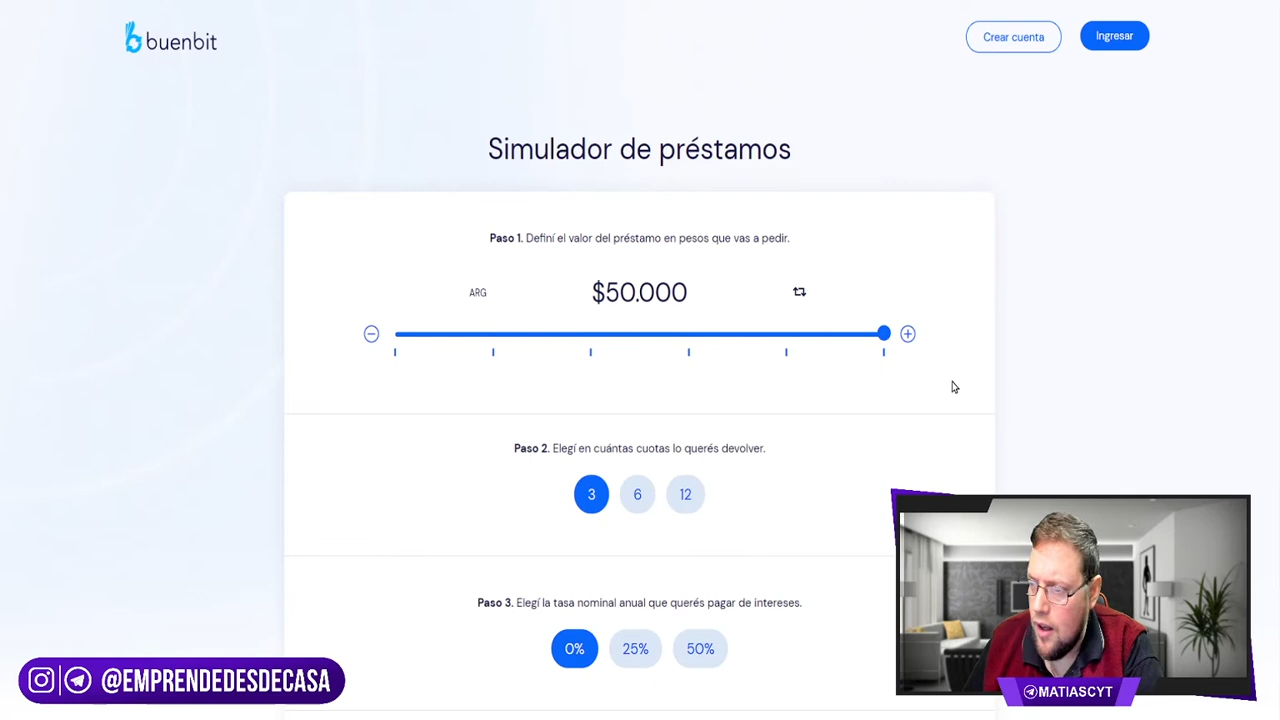 buenbit
Crear cuenta
Ingresar
Simulador de préstamos
Paso 1. Definí el valor del préstamo en pesos que vas a pedir.
ARG
$50.000
Paso 2. Elegí en cuántas cuotas lo querés devolver.
3
6
12
Paso 3. Elegí la tasa nominal anual que querés pagar de intereses.
0%
25%
50%
@EMPRENDEDESDECASA
MATIASCYT